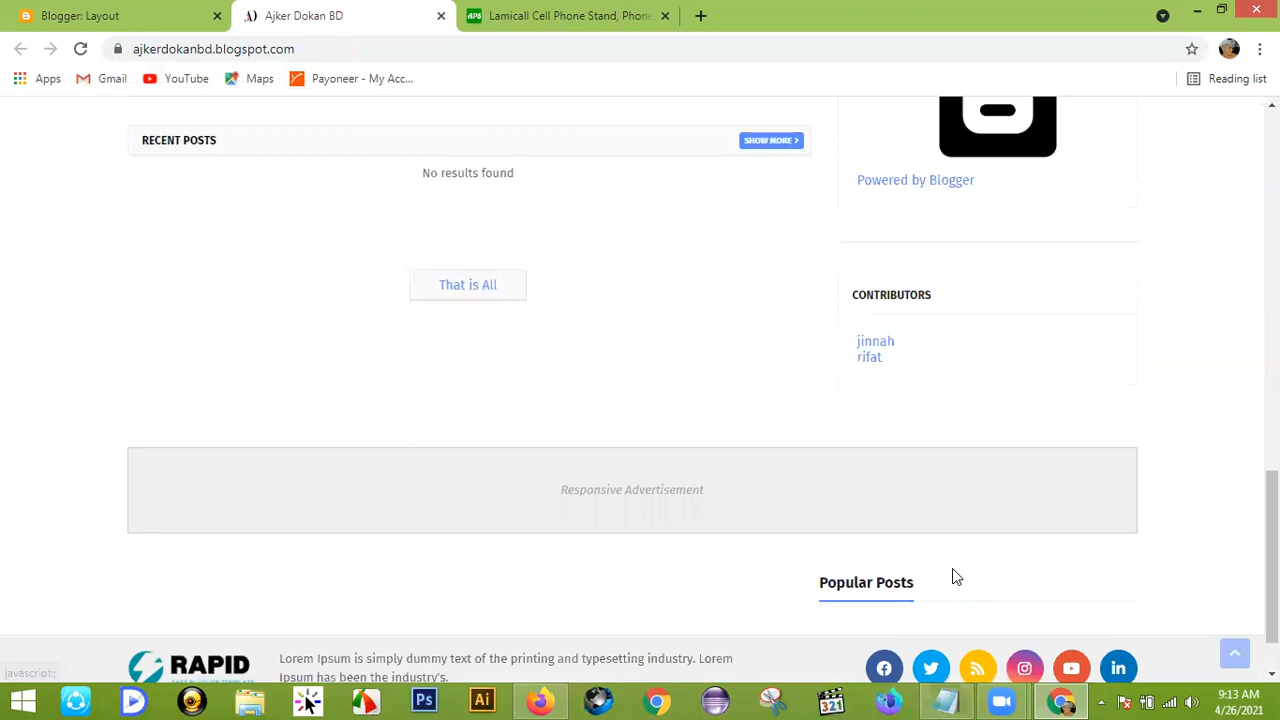 Blogger: Layout
Ajker Dokan BD
Lamicall Cell Phone Stand, Phone
ajkerdokanbd.blogspot.com
Apps
Gmail
YouTube
Maps
Payoneer - My Acc...
Reading list
RECENT POSTS
SHOW MORE
No results found
That is All
Powered by Blogger
CONTRIBUTORS
jinnah
rifat
Responsive Advertisement
Popular Posts
javascript:;
RAPID
Lorem Ipsum is simply dummy text of the printing and typesetting industry. Lorem
Ipsum has been the industry's.
Ps
Ai
321
9:13 AM
4/26/2021